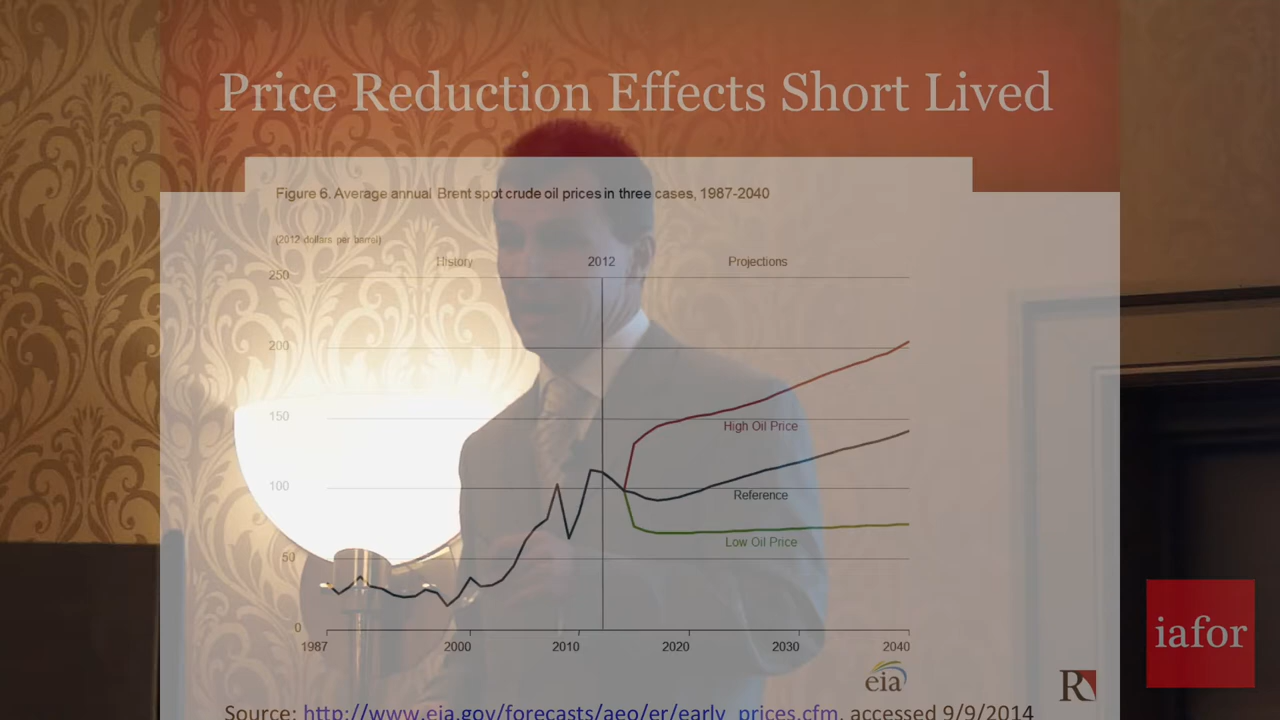 Price Reduction Effects Short Lived
Figure 6. Average annual Brent spot crude oil prices in three cases, 1987-2040
(2012 dollars per barrel)
History 2012 Projections
250
200
150
High Oil Price
100
Reference
Low Oil Price
50
0
1987 2000 2010 2020 2030 2040
eia
R
iafor
Source: http://www.eia.gov/forecasts/aeo/er/early_prices.cfm, accessed 9/9/2014